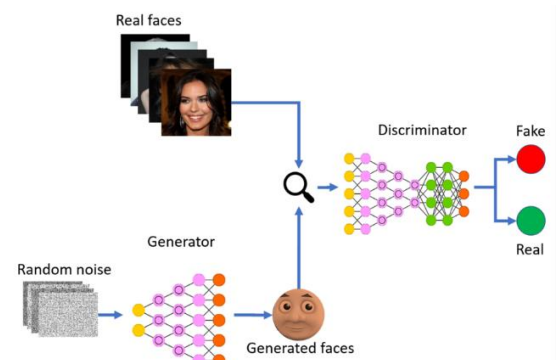 Real faces
Discriminator
Fake
Real
Generator
Random noise
Generated faces